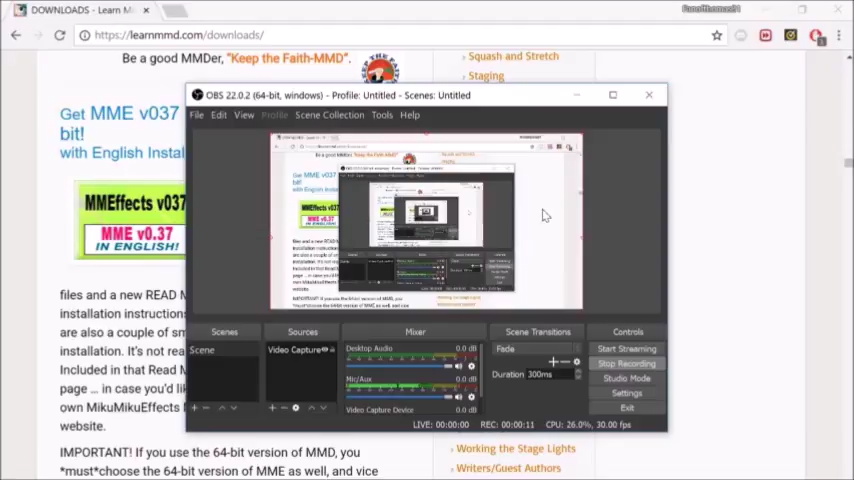 DOWNLOADS - Learn M
https://learnmmd.com/downloads/
Be a good MMDer, "Keep the Faith-MMD".
Squash and Stretch
Staging
Get MME v037
bit!
with English Instal
MMEffects v037
MME v0.37
IN ENGLISH!
files and a new READ M
installation instructions
are also a couple of sm
installation. It's not rea
Included in that Read M
page ... in case you'd lik
own MikuMikuEffects M
website.
IMPORTANT! If you use the 64-bit version of MMD, you
*must*choose the 64-bit version of MME as well, and vice
Working the Stage Lights
Writers/Guest Authors
OBS 22.0.2 (64-bit, windows) - Profile: Untitled - Scenes: Untitled
File Edit View Profile Scene Collection Tools Help
Scenes
Scene
Sources
Video Capture
Mixer
Desktop Audio 0.0 dB
Mic/Aux 0.0 dB
Video Capture Device 0.0 dB
Scene Transitions
Fade
Duration 300ms
Controls
Start Streaming
Stop Recording
Studio Mode
Settings
Exit
LIVE: 00:00:00 REC: 00:00:11 CPU: 26.0%, 30.00 fps